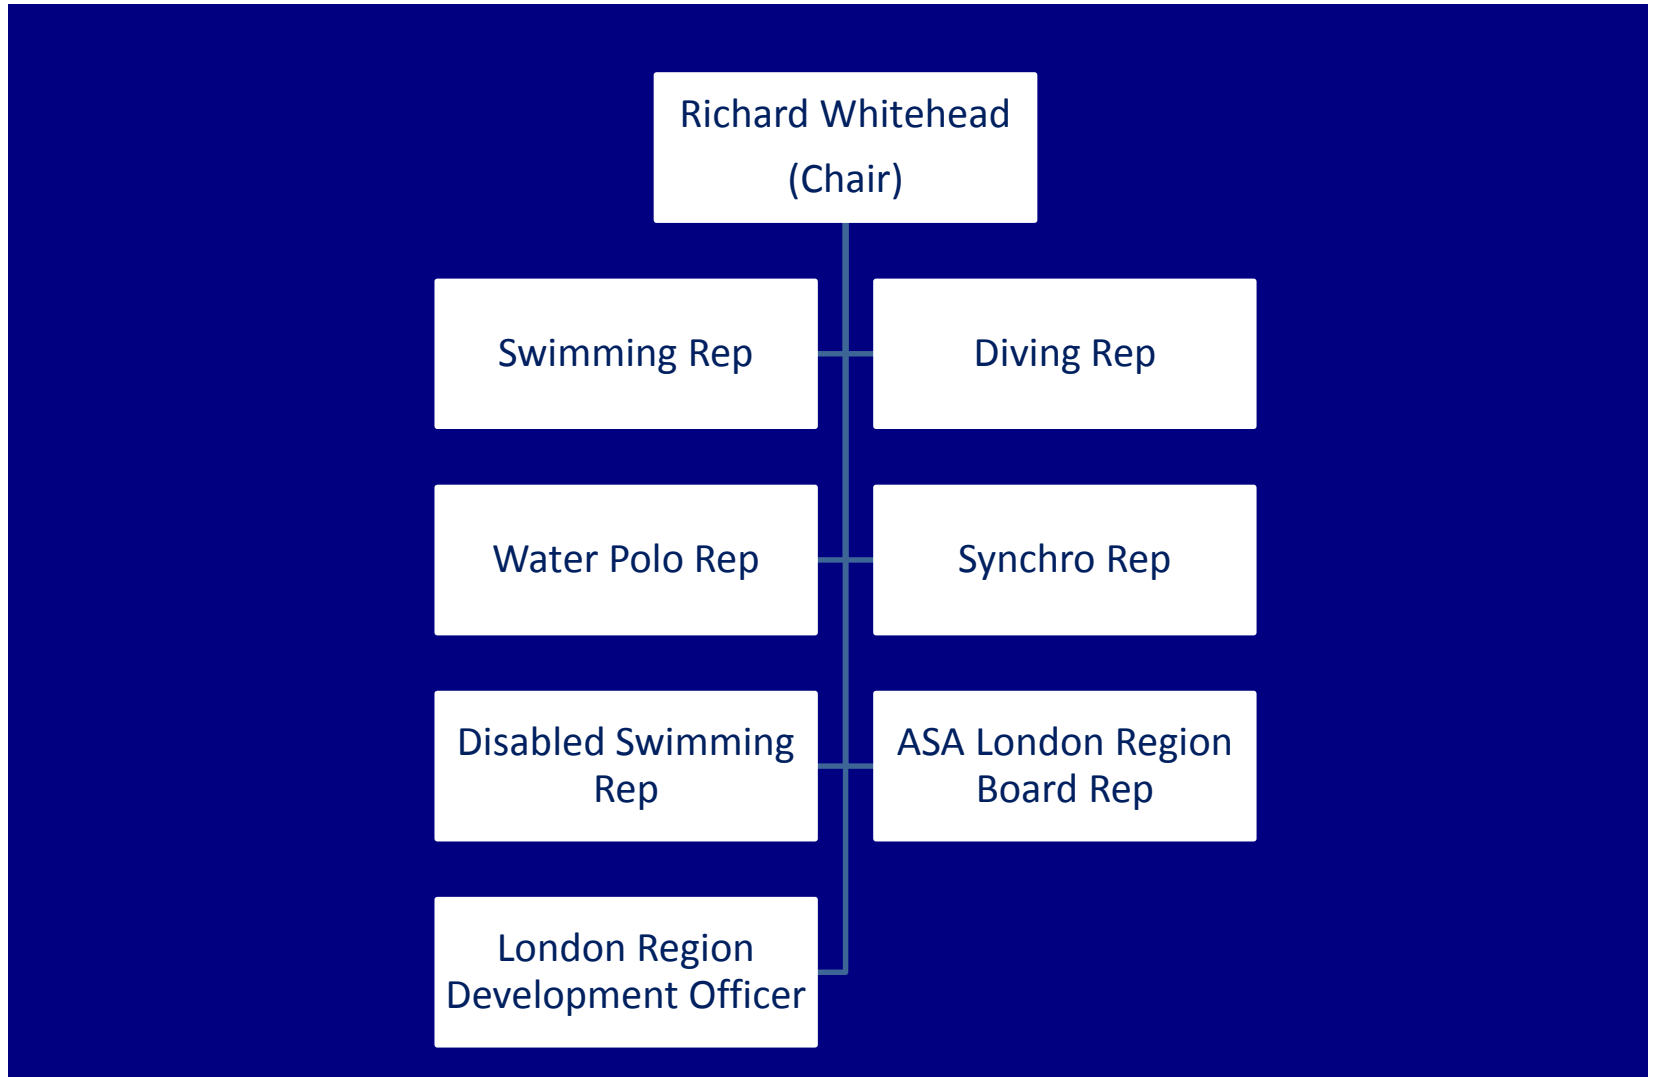 Richard Whitehead
(Chair)
Swimming Rep
Diving Rep
Water Polo Rep
Synchro Rep
Disabled Swimming
Rep
ASA London Region
Board Rep
London Region
Development Officer